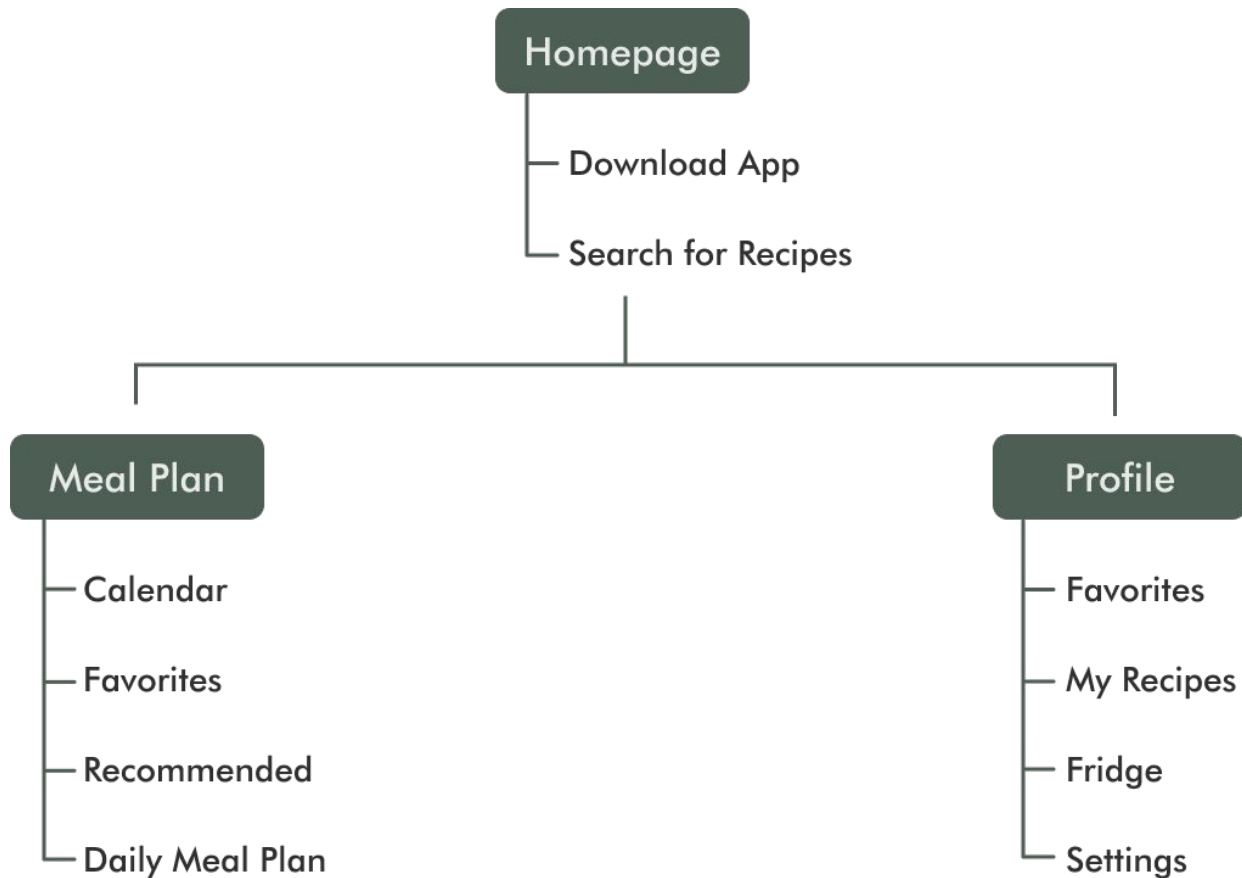 Homepage
Download App
Search for Recipes
Meal Plan
Calendar
Favorites
Recommended
Daily Meal Plan
Profile
Favorites
My Recipes
Fridge
Settings